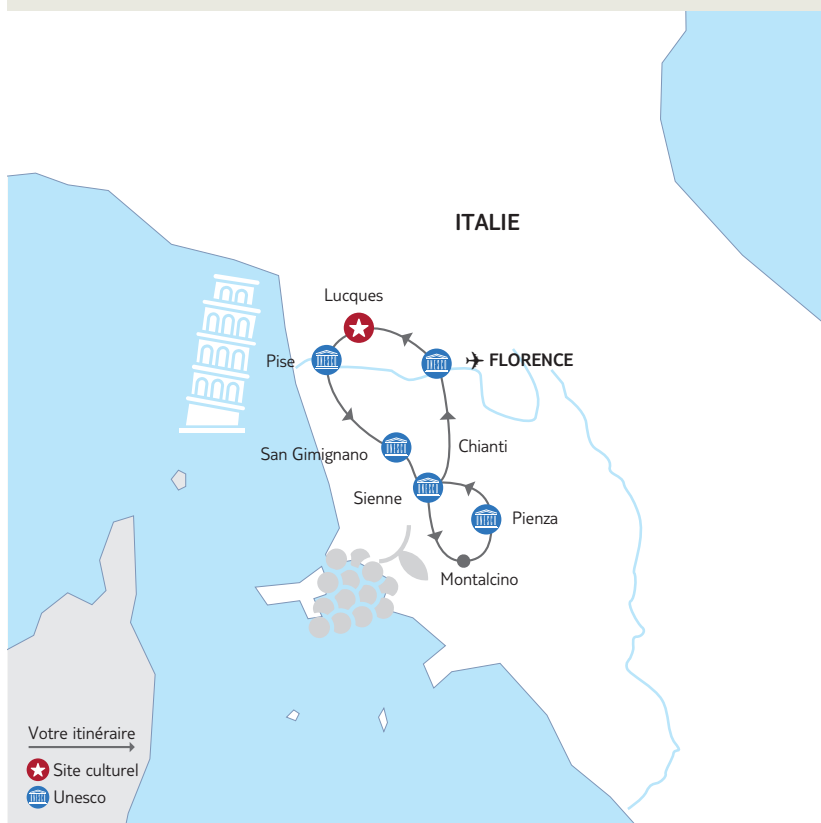 ITALIE
Lucques
Pise
FLORENCE
San Gimignano
Chianti
Sienne
Pienza
Montalcino
Votre itinéraire
Site culturel
Unesco